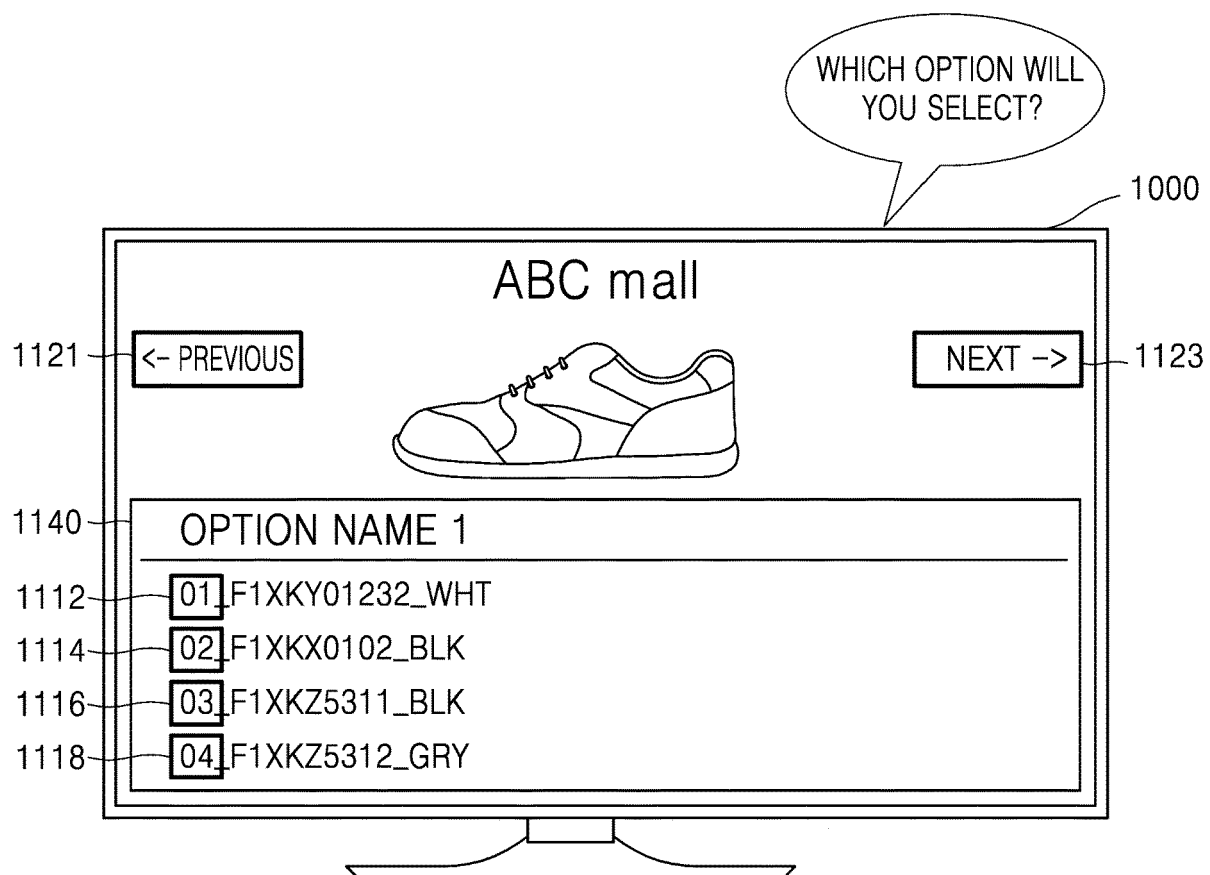 WHICH OPTION WILL
YOU SELECT?
1000
ABC mall
1121
<- PREVIOUS
NEXT ->
1123
1140
OPTION NAME 1
1112
01_F1XKY01232_WHT
1114
02_F1XKX0102_BLK
1116
03_F1XKZ5311_BLK
1118
04_F1XKZ5312_GRY